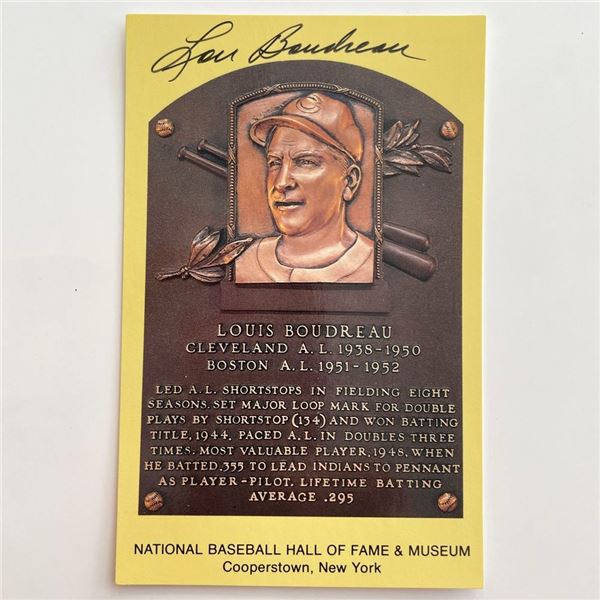 Lou Boudreau
LOUIS BOUDREAU
CLEVELAND A.L. 1938-1950
BOSTON A.L. 1951-1952
LED A.L. SHORTSTOPS IN FIELDING EIGHT
SEASONS. SET MAJOR LOOP MARK FOR DOUBLE
PLAYS BY SHORTSTOP (134) AND WON BATTING
TITLE, 1944. PACED A.L. IN DOUBLES THREE
TIMES. MOST VALUABLE PLAYER, 1948, WHEN
HE BATTED .355 TO LEAD INDIANS TO PENNANT
AS PLAYER-PILOT. LIFETIME BATTING
AVERAGE .295
NATIONAL BASEBALL HALL OF FAME & MUSEUM
Cooperstown, New York